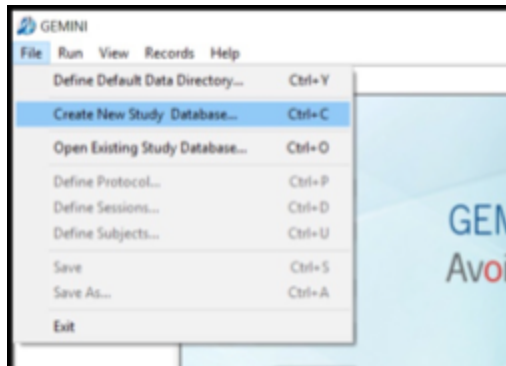 GEMINI
File Run View Records Help
Define Default Data Directory... Ctrl+Y
Create New Study Database... Ctrl+C
Open Existing Study Database... Ctrl+O
Define Protocol... Ctrl+P
Define Sessions... Ctrl+D
Define Subjects... Ctrl+U
Save Ctrl+S
Save As... Ctrl+A
Exit
GEM
Avoi